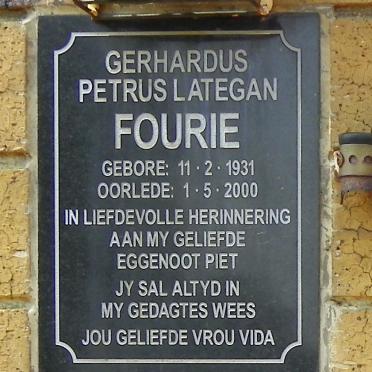 GERHARDUS
PETRUS LATEGAN
FOURIE
GEBORE: 11 · 2 · 1931
OORLEDE: 1 · 5 · 2000
IN LIEFDEVOLLE HERINNERING
AAN MY GELIEFDE
EGGENOOT PIET
JY SAL ALTYD IN
MY GEDAGTES WEES
JOU GELIEFDE VROU VIDA